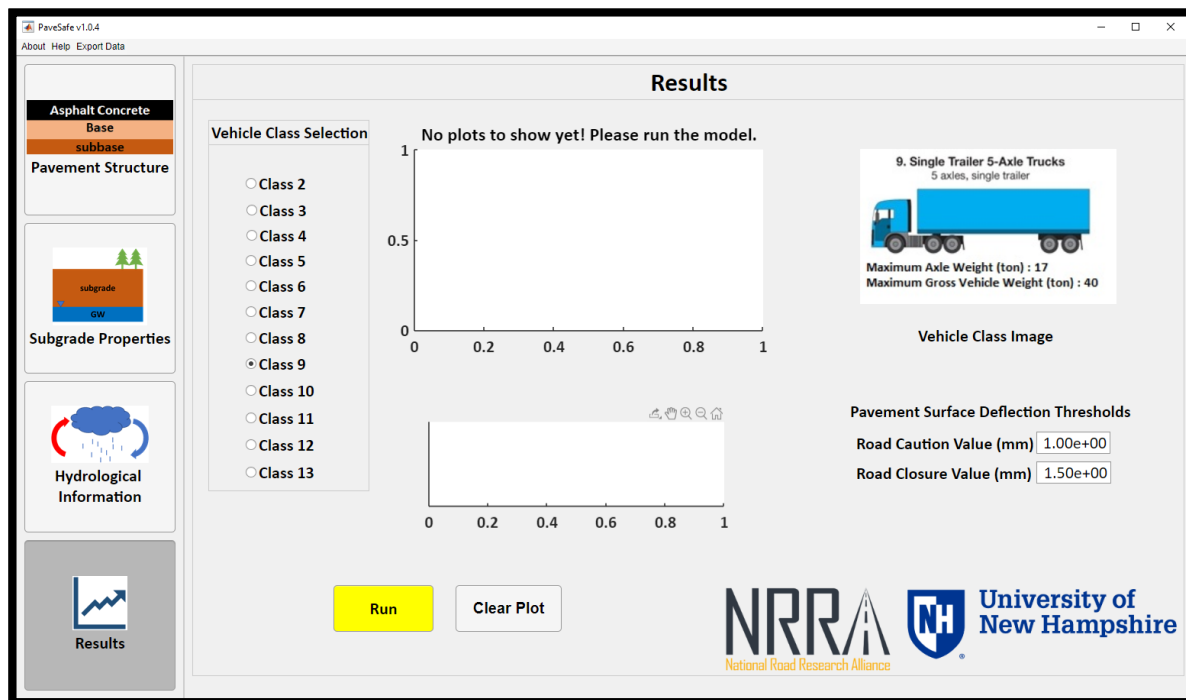 PaveSafe v1.0.4
About Help Export Data
Asphalt Concrete
Base
subbase
Pavement Structure
subgrade
GW
Subgrade Properties
Hydrological
Information
Results
Results
Vehicle Class Selection
Class 2
Class 3
Class 4
Class 5
Class 6
Class 7
Class 8
Class 9
Class 10
Class 11
Class 12
Class 13
No plots to show yet! Please run the model.
1
0.5
0
0 0.2 0.4 0.6 0.8 1
0 0.2 0.4 0.6 0.8 1
9. Single Trailer 5-Axle Trucks
5 axles, single trailer
Maximum Axle Weight (ton) : 17
Maximum Gross Vehicle Weight (ton) : 40
Vehicle Class Image
Pavement Surface Deflection Thresholds
Road Caution Value (mm) 1.00e+00
Road Closure Value (mm) 1.50e+00
Run
Clear Plot
NRRA
National Road Research Alliance
NH
University of
New Hampshire